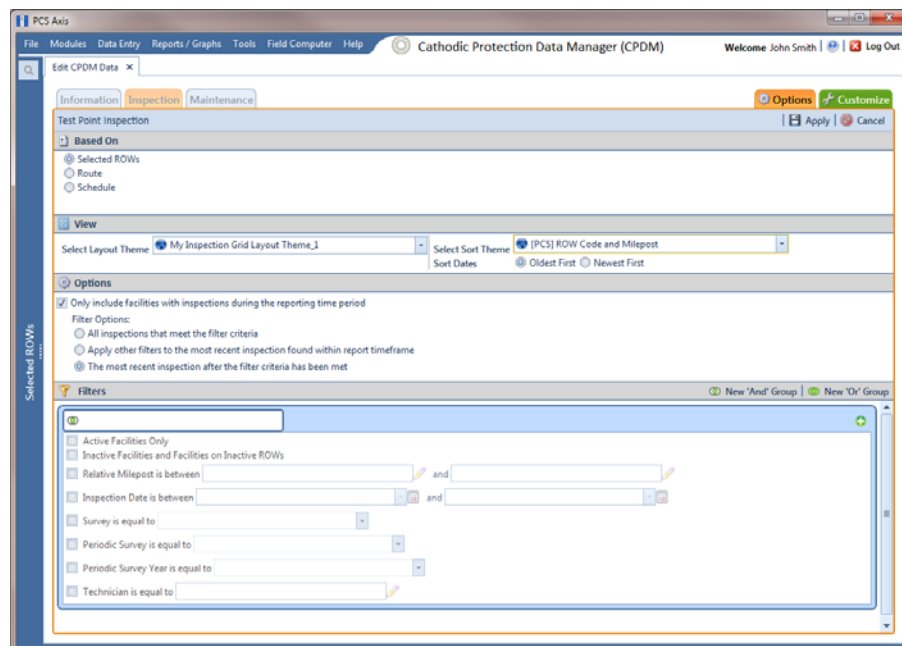 PCS Axis
File Modules Data Entry Reports / Graphs Tools Field Computer Help Cathodic Protection Data Manager (CPDM) Welcome John Smith | Log Out
Edit CPDM Data ×
Information Inspection Maintenance Options Customize
Test Point Inspection | Apply | Cancel
Based On
Selected ROWs
Route
Schedule
View
Select Layout Theme My Inspection Grid Layout Theme_1 Select Sort Theme [PCS] ROW Code and Milepost
Sort Dates Oldest First Newest First
Options
Only include facilities with inspections during the reporting time period
Filter Options:
All inspections that meet the filter criteria
Apply other filters to the most recent inspection found within report timeframe
The most recent inspection after the filter criteria has been met
Selected ROWs
Filters New 'And' Group | New 'Or' Group
Active Facilities Only
Inactive Facilities and Facilities on Inactive ROWs
Relative Milepost is between and
Inspection Date is between and
Survey is equal to
Periodic Survey is equal to
Periodic Survey Year is equal to
Technician is equal to